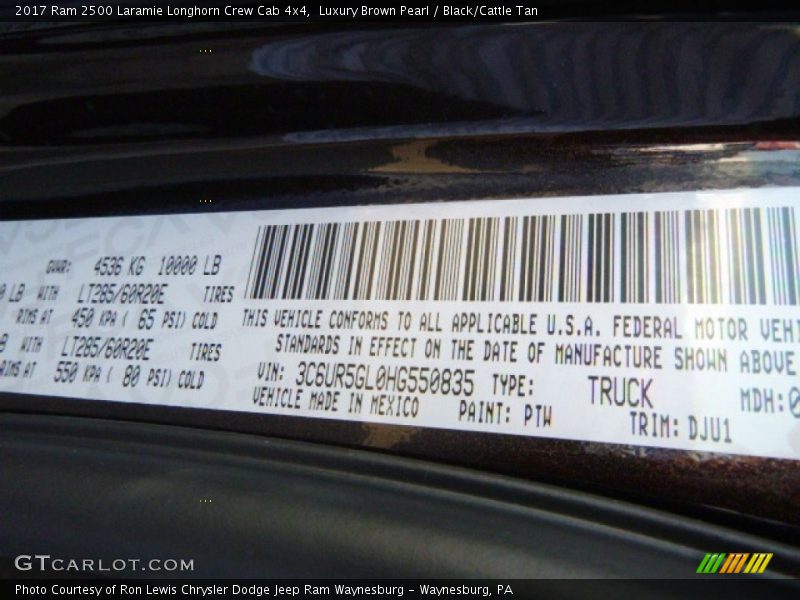 2017 Ram 2500 Laramie Longhorn Crew Cab 4x4, Luxury Brown Pearl / Black/Cattle Tan
GVWR: 4536 KG 10000 LB
LB WITH LT285/60R20E TIRES
RIMS AT 450 KPA ( 65 PSI) COLD
WITH LT285/60R20E TIRES
RIMS AT 550 KPA ( 80 PSI) COLD
THIS VEHICLE CONFORMS TO ALL APPLICABLE U.S.A. FEDERAL MOTOR VEHI
STANDARDS IN EFFECT ON THE DATE OF MANUFACTURE SHOWN ABOVE
VIN: 3C6UR5GL0HG550835 TYPE: TRUCK MDH:0
VEHICLE MADE IN MEXICO PAINT: PTW TRIM: DJU1
GTCARLOT.COM
Photo Courtesy of Ron Lewis Chrysler Dodge Jeep Ram Waynesburg - Waynesburg, PA